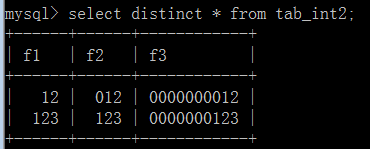 mysql> select distinct * from tab_int2;
+------+------+------------+
| f1   | f2   | f3         |
+------+------+------------+
|   12 |  012 | 0000000012 |
|  123 |  123 | 0000000123 |
+------+------+------------+